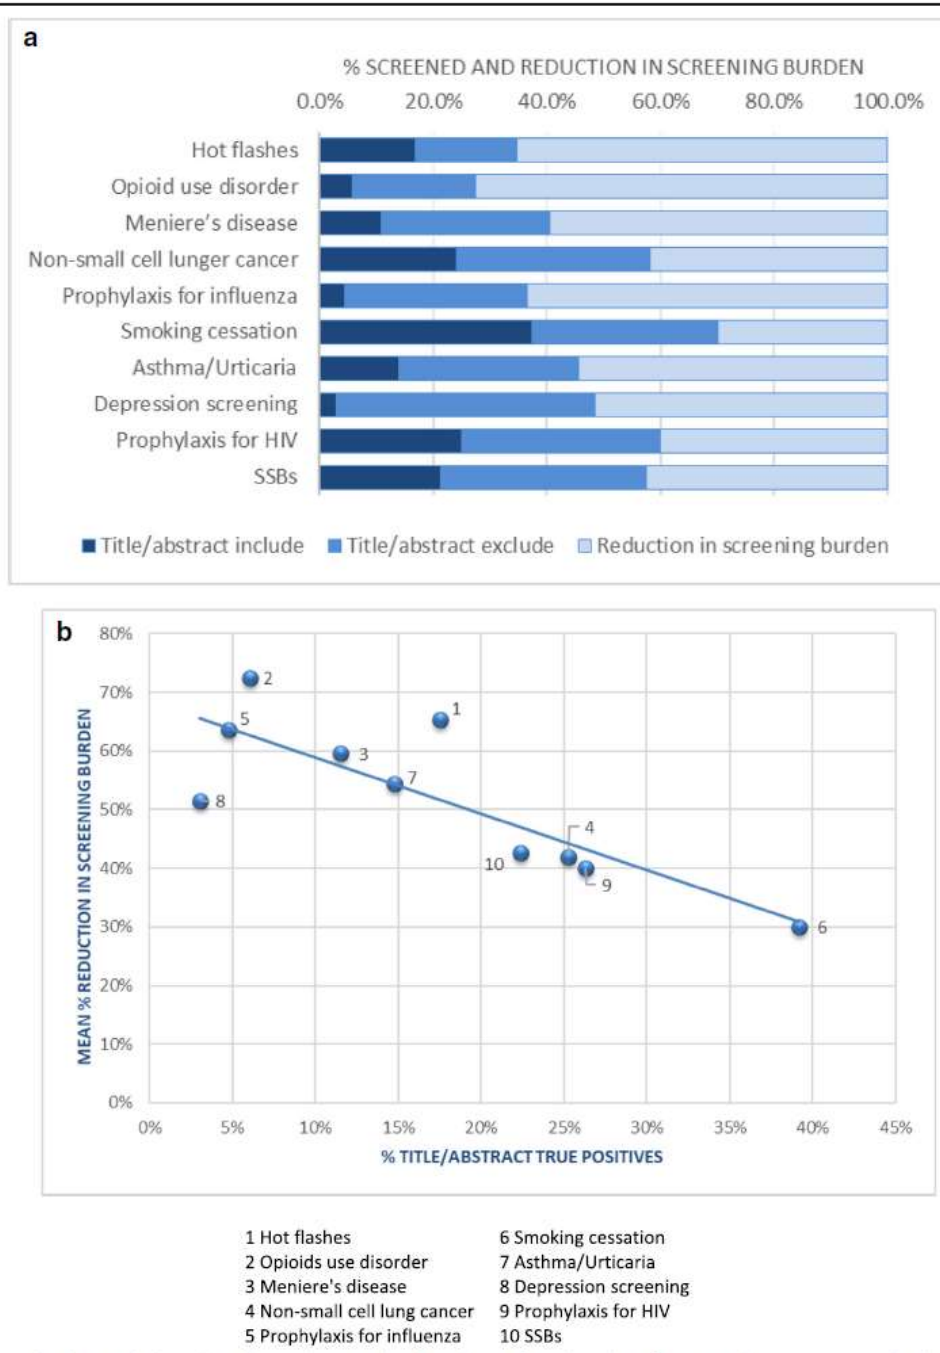 a
% SCREENED AND REDUCTION IN SCREENING BURDEN
0.0% 20.0% 40.0% 60.0% 80.0% 100.0%
Hot flashes
Opioid use disorder
Meniere's disease
Non-small cell lunger cancer
Prophylaxis for influenza
Smoking cessation
Asthma/Urticaria
Depression screening
Prophylaxis for HIV
SSBs
Title/abstract include Title/abstract exclude Reduction in screening burden
b
MEAN % REDUCTION IN SCREENING BURDEN
80%
70%
60%
50%
40%
30%
20%
10%
0%
2
1
5
3
7
8
4
10
9
6
0% 5% 10% 15% 20% 25% 30% 35% 40% 45%
% TITLE/ABSTRACT TRUE POSITIVES
1 Hot flashes 6 Smoking cessation
2 Opioids use disorder 7 Asthma/Urticaria
3 Meniere's disease 8 Depression screening
4 Non-small cell lung cancer 9 Prophylaxis for HIV
5 Prophylaxis for influenza 10 SSBs